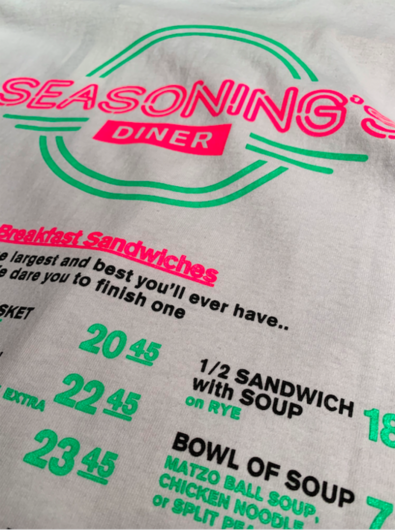 SEASONING'S
DINER
Breakfast Sandwiches
largest and best you'll ever have..
dare you to finish one
20 45
22 45
EXTRA
23 45
1/2 SANDWICH
with SOUP
on RYE
18
BOWL OF SOUP
MATZO BALL SOUP
CHICKEN NOODLE
or SPLIT
7